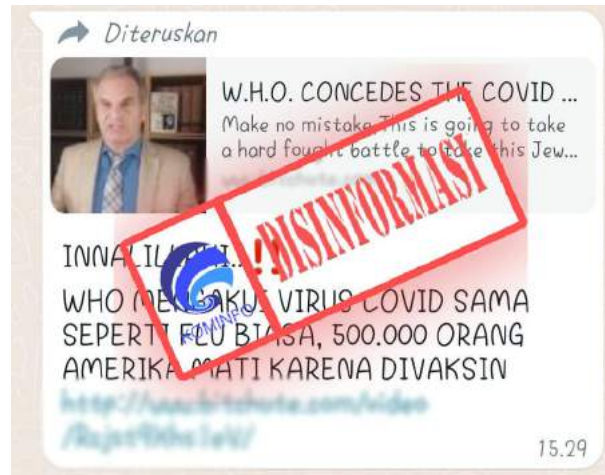 Diteruskan
W.H.O. CONCEDES THE COVID ...
Make no mistake This is going to take
a hard fought battle to take this Jew...
INNALILLAHI..‼
DISINFORMASI
KOMINFO
WHO MENGAKUI VIRUS COVID SAMA
SEPERTI FLU BIASA, 500.000 ORANG
AMERIKA MATI KARENA DIVAKSIN
15.29